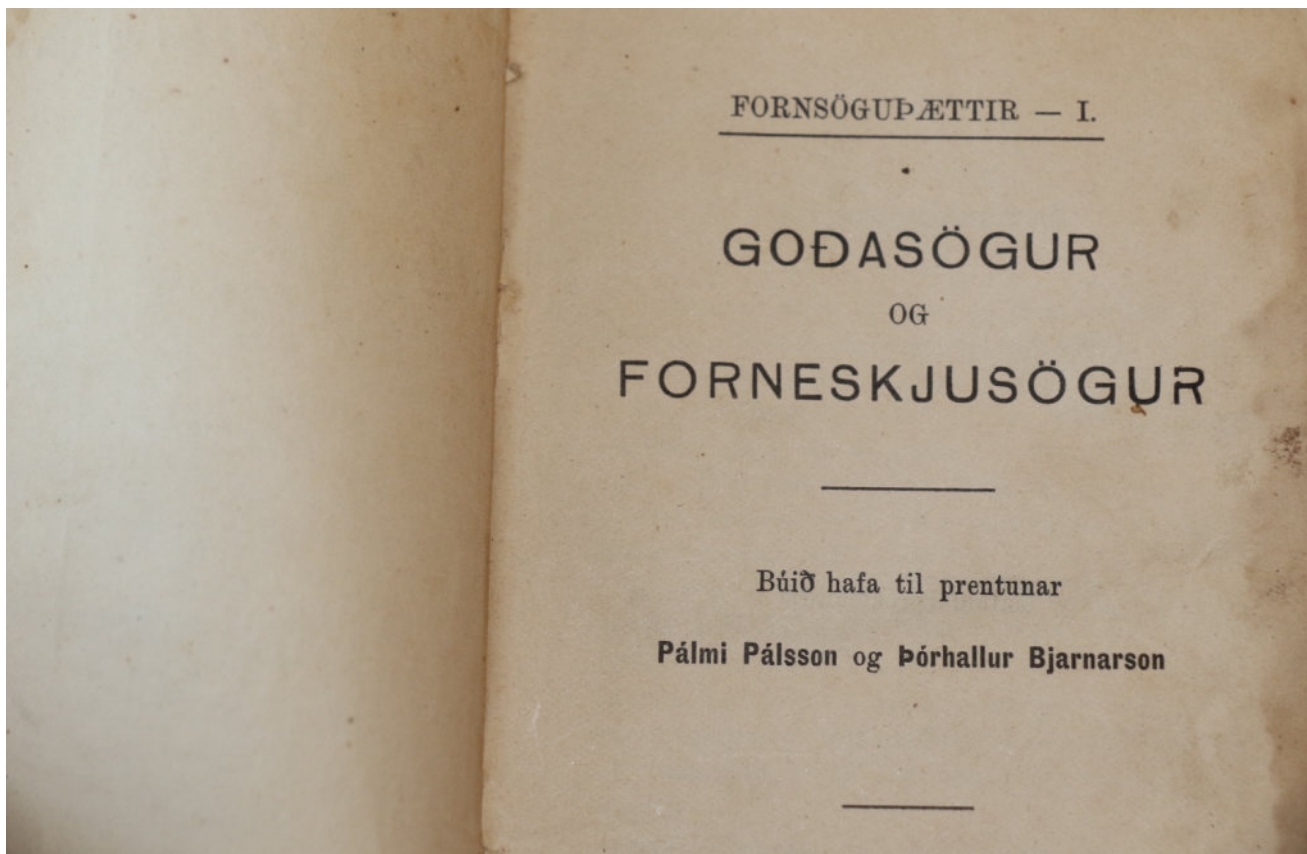 FORNSÖGUÞÆTTIR — I.
GOÐASÖGUR
OG
FORNESKJUSÖGUR
Búið hafa til prentunar
Pálmi Pálsson og Þórhallur Bjarnarson